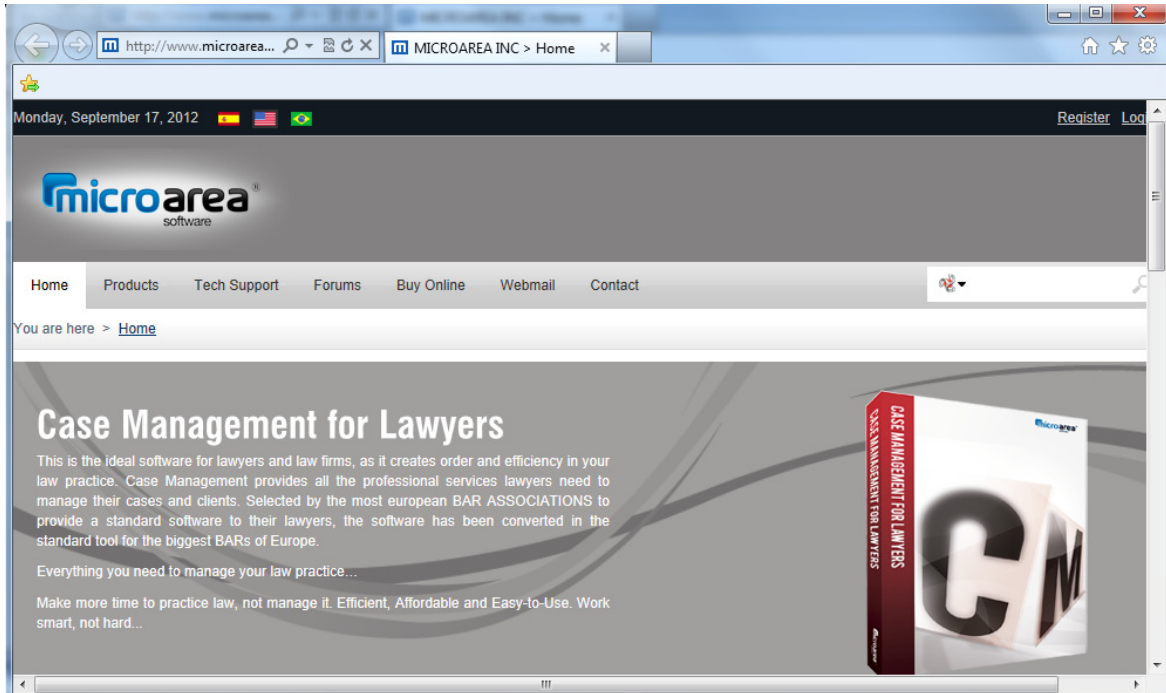 http://www.microarea...
MICROAREA INC > Home
Monday, September 17, 2012
Register Logi
microarea®
software
Home Products Tech Support Forums Buy Online Webmail Contact
You are here > Home
Case Management for Lawyers
This is the ideal software for lawyers and law firms, as it creates order and efficiency in your
law practice. Case Management provides all the professional services lawyers need to
manage their cases and clients. Selected by the most european BAR ASSOCIATIONS to
provide a standard software to their lawyers, the software has been converted in the
standard tool for the biggest BARs of Europe.
Everything you need to manage your law practice...
Make more time to practice law, not manage it. Efficient, Affordable and Easy-to-Use. Work
smart, not hard...
CASE MANAGEMENT FOR LAWYERS
CASE MANAGEMENT FOR LAWYERS
microarea
microarea
CM